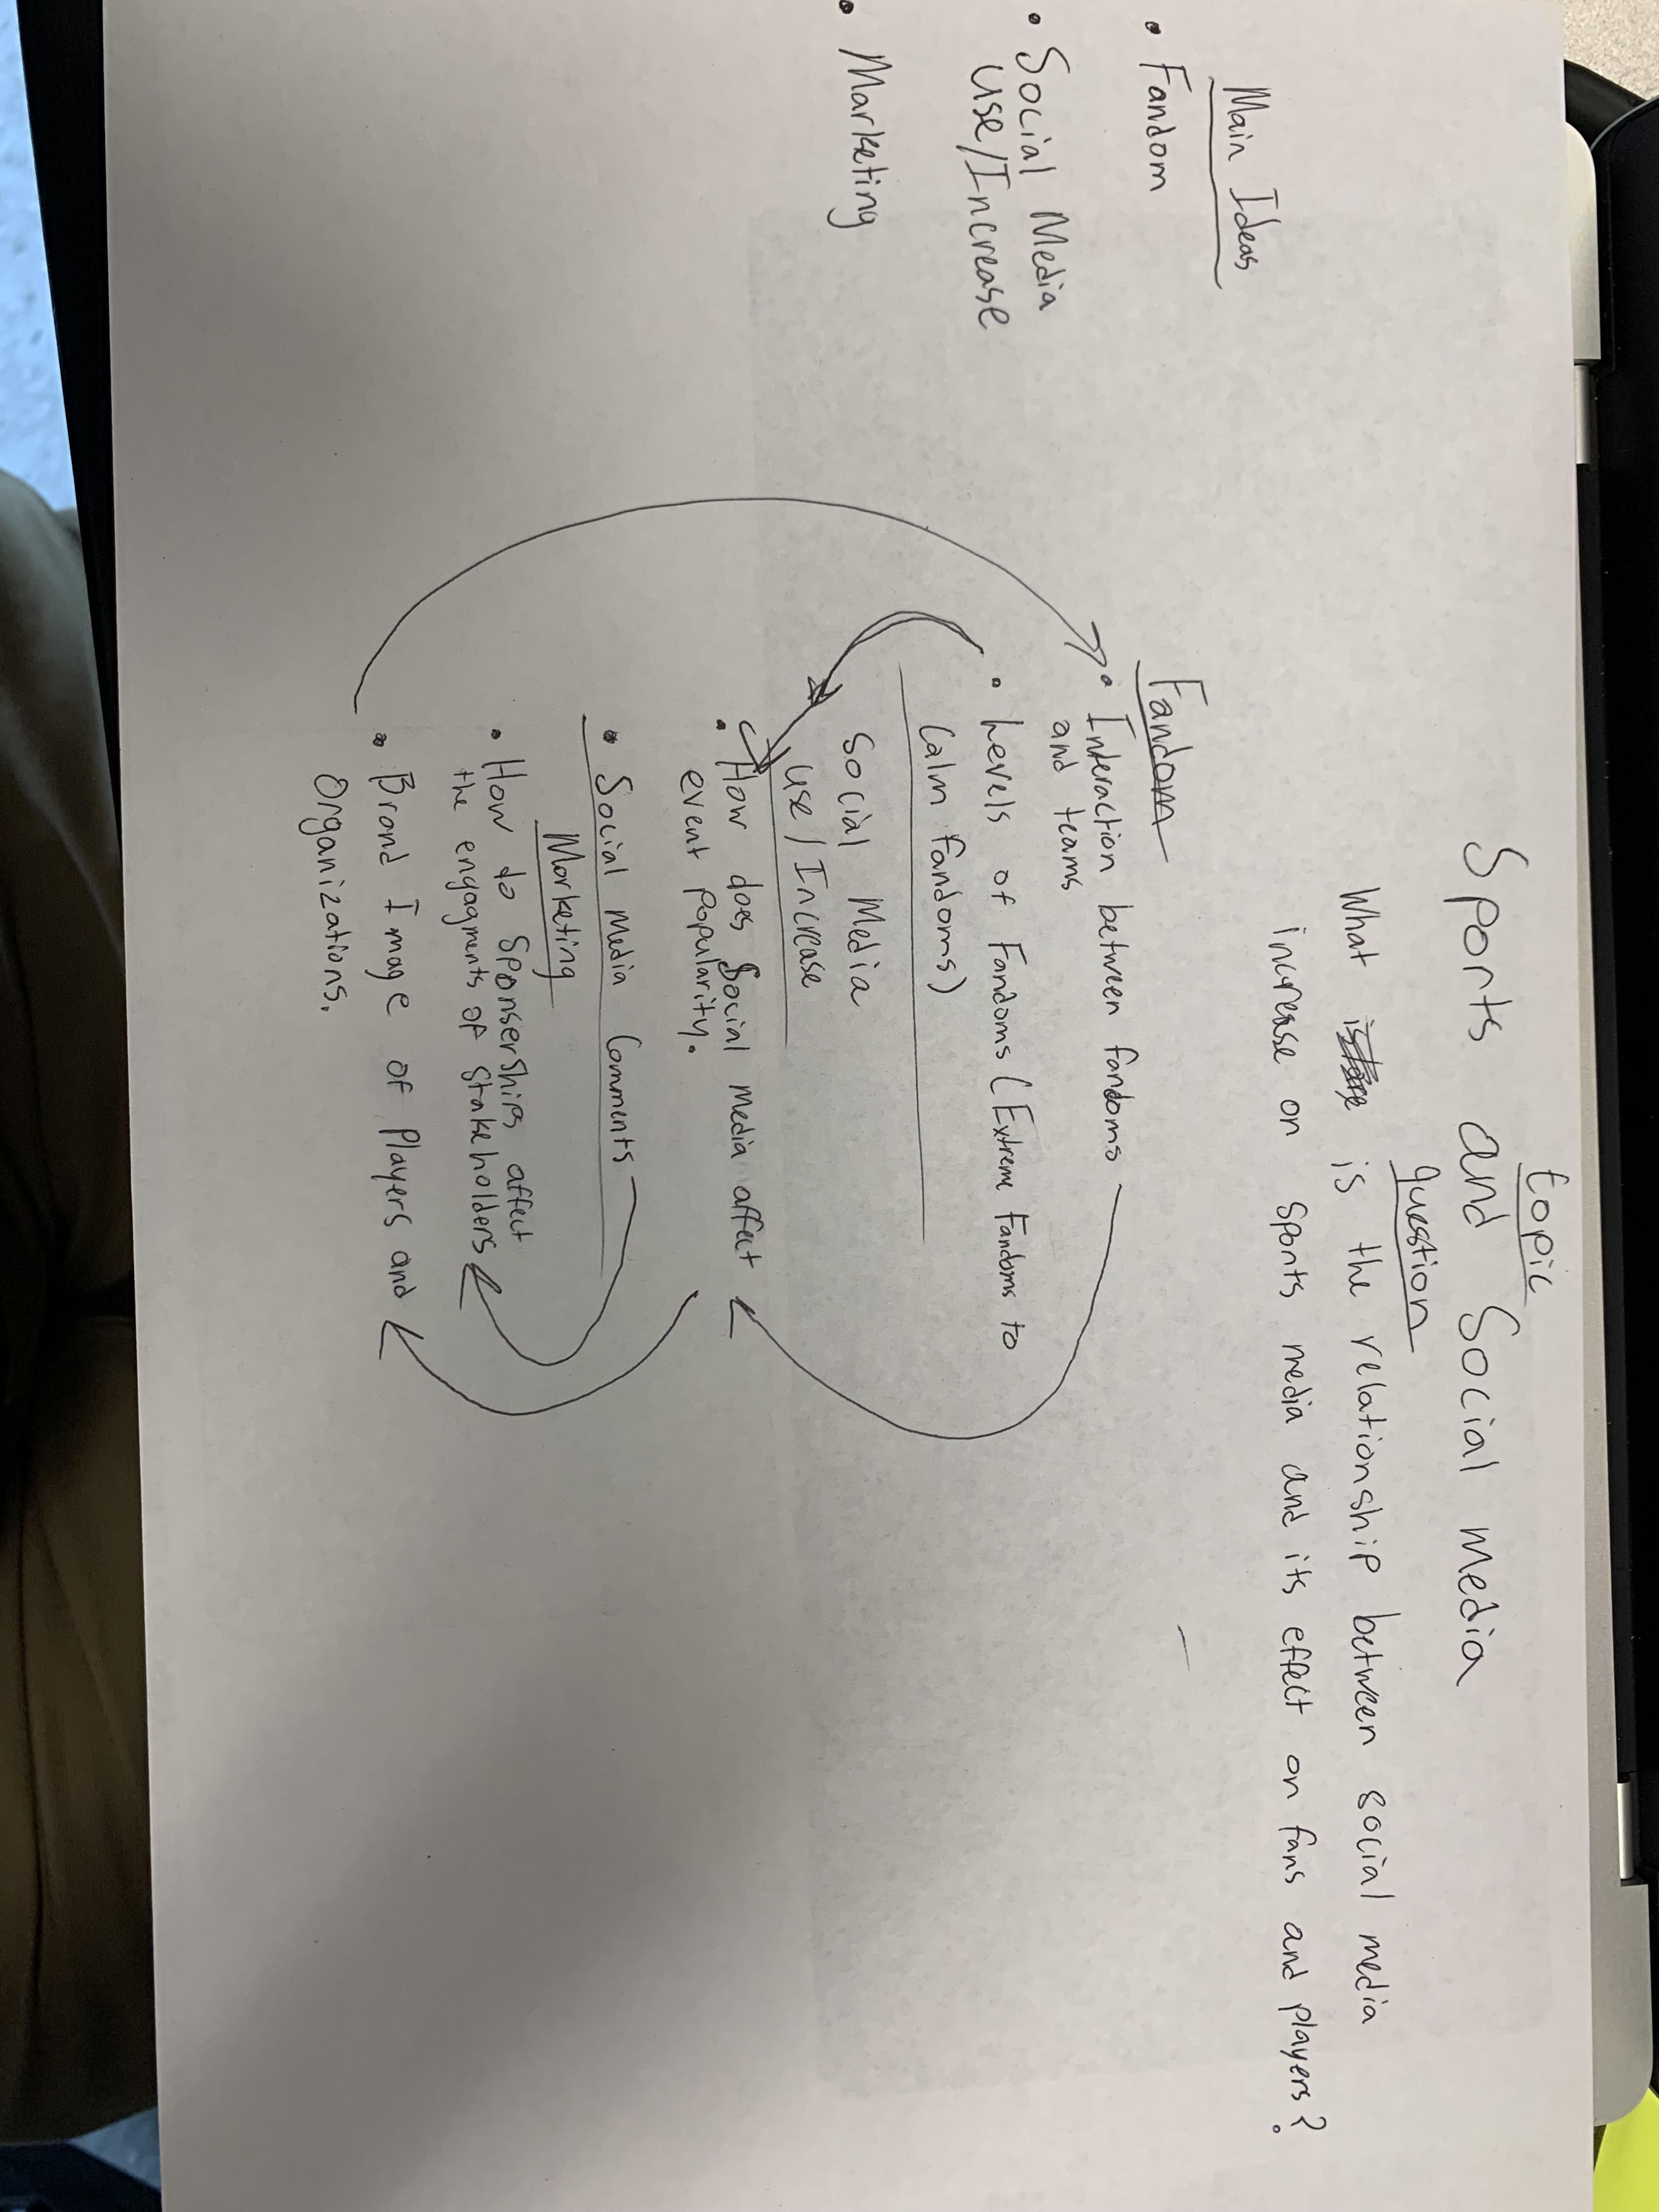 topic
Sports and Social media
question
What is the relationship between social media
increase on sports media and its effect on fans and players?
Main Ideas
• Fandom
• Social Media
use/Increase
• Marketing
Fandom
• Interaction between fandoms
and teams
• Levels of Fandoms (Extreme Fandoms to
Calm fandoms)
Social Media
use/Increase
• How does Social media affect
event popularity.
• Social media Comments
Marketing
• How do Sponserships affect
the engagments of Stakeholders
• Brand Image of Players and
Organizations.